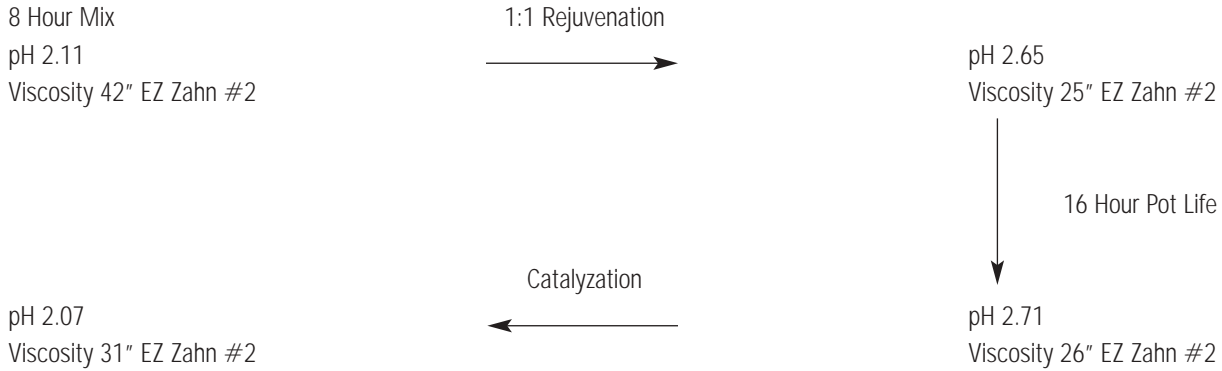 8 Hour Mix
pH 2.11
Viscosity 42" EZ Zahn #2
1:1 Rejuvenation
pH 2.65
Viscosity 25" EZ Zahn #2
16 Hour Pot Life
pH 2.71
Viscosity 26" EZ Zahn #2
Catalyzation
pH 2.07
Viscosity 31" EZ Zahn #2